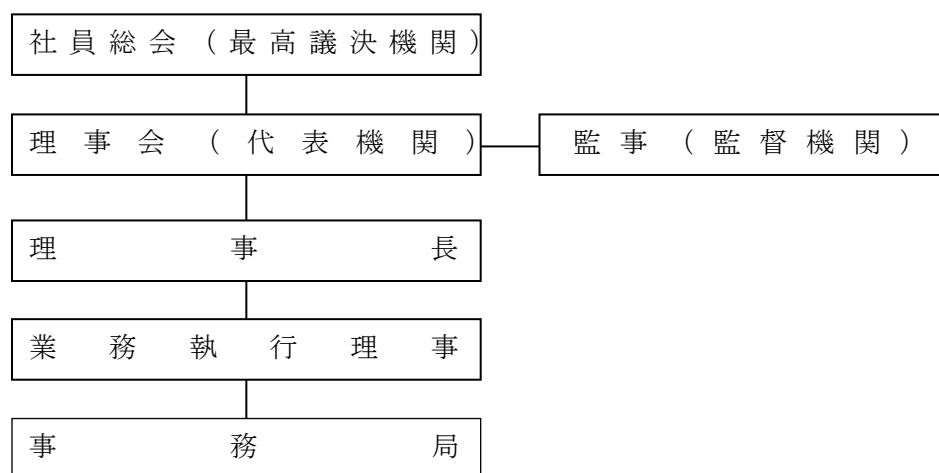 社員総会（最高議決機関）
理事会（代表機関）
監事（監督機関）
理事長
業務執行理事
事務局